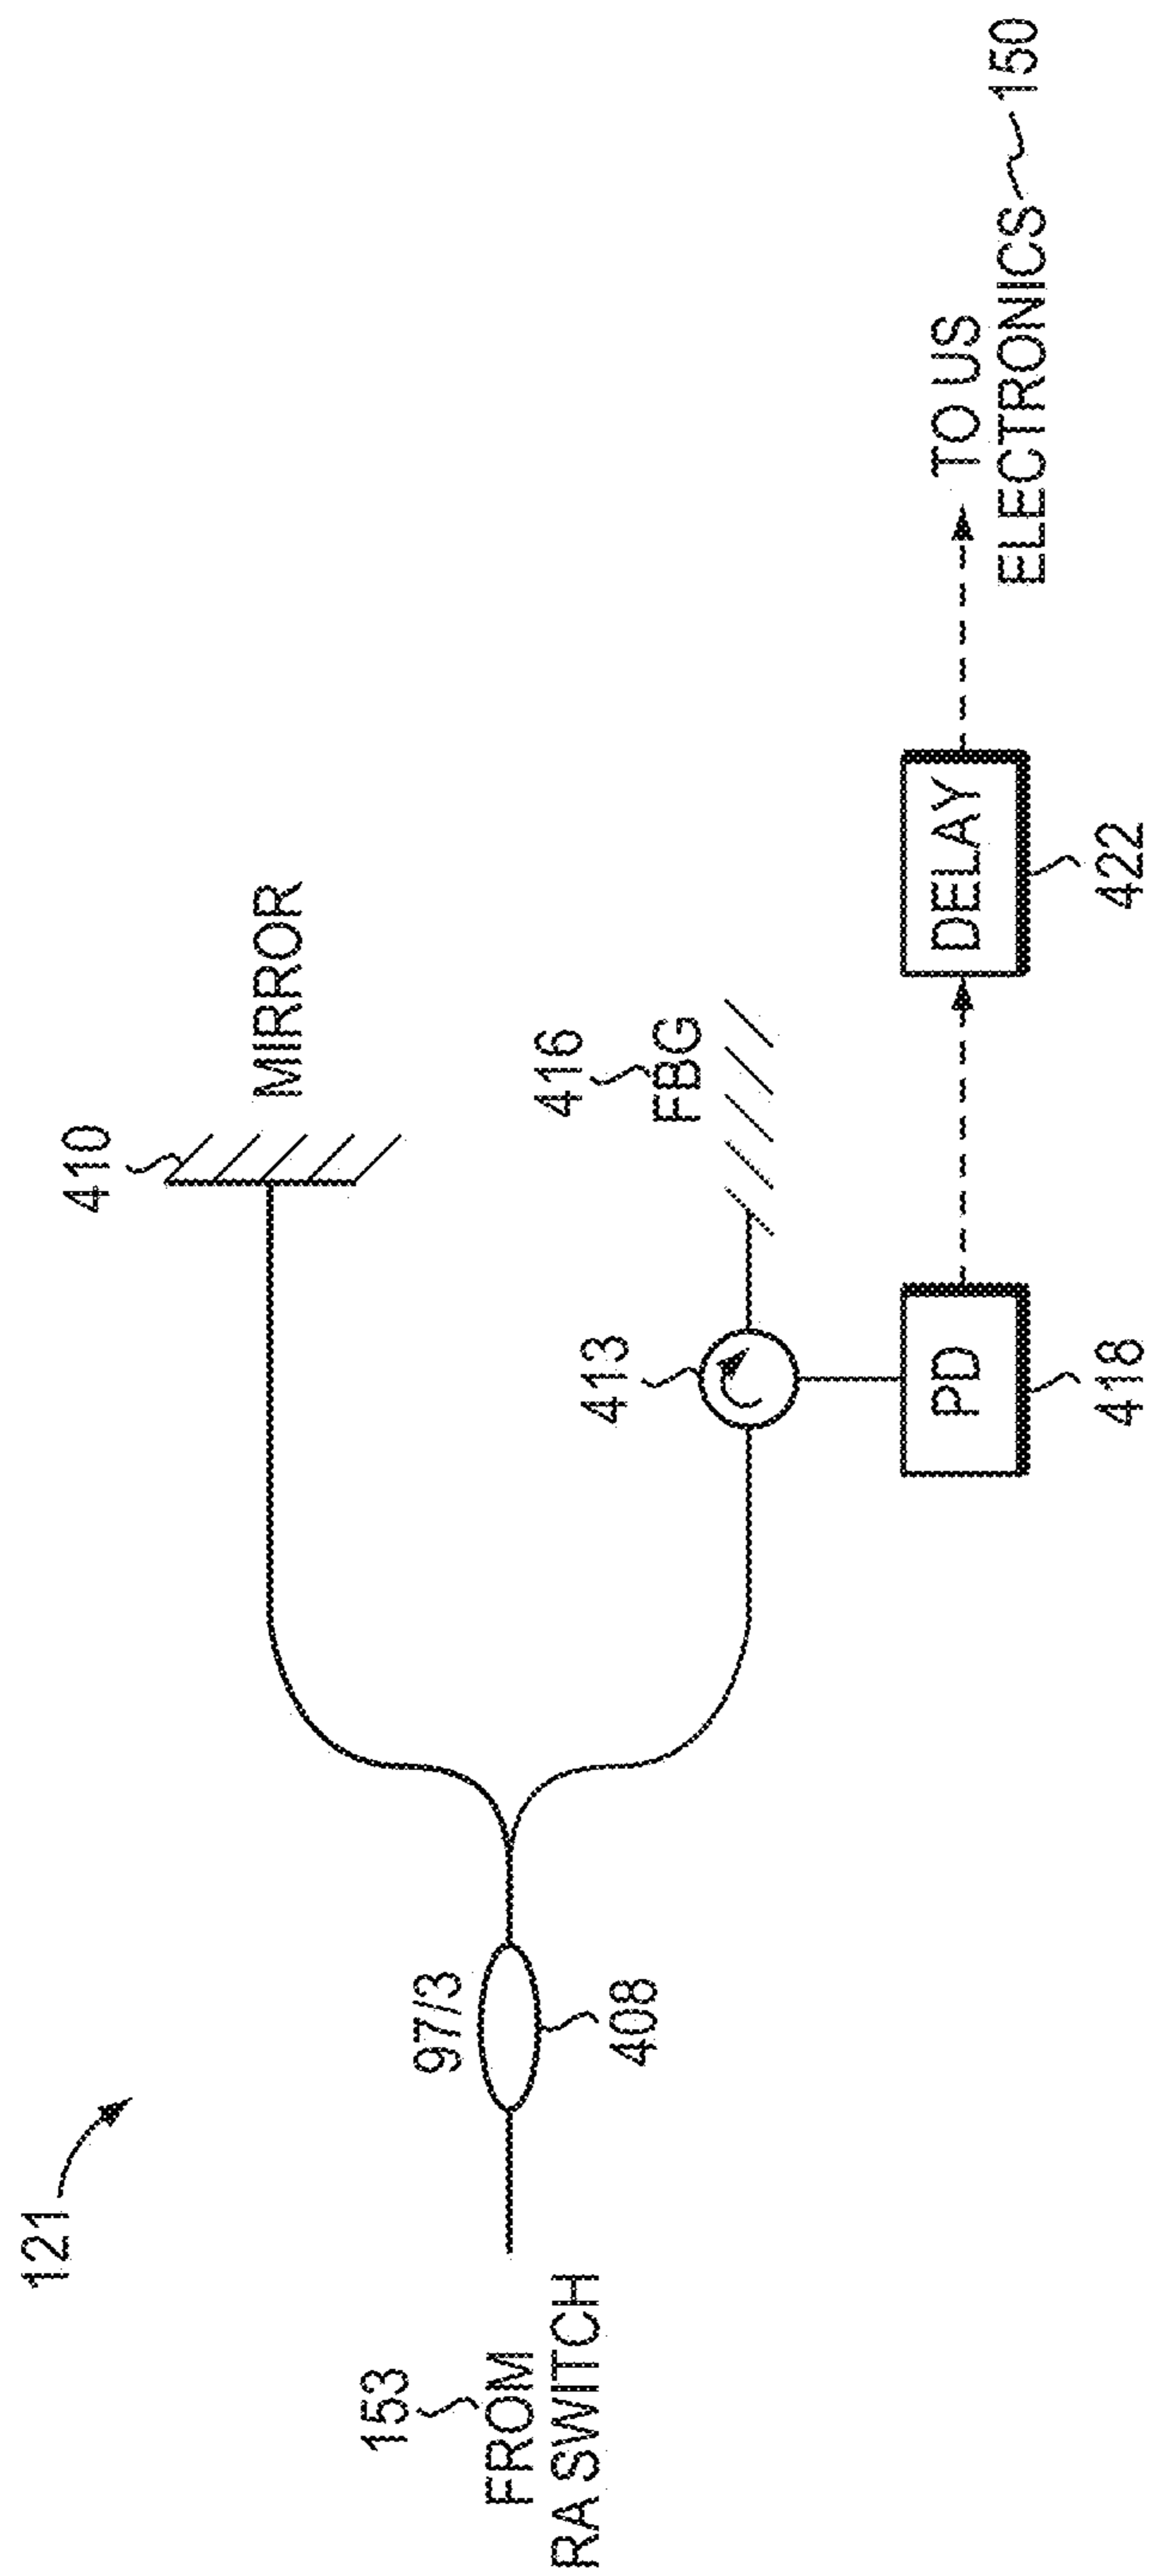 121
153
FROM
RA SWITCH
97/3
408
410
MIRROR
413
416
FBG
PD
418
DELAY
422
TO US
ELECTRONICS
150